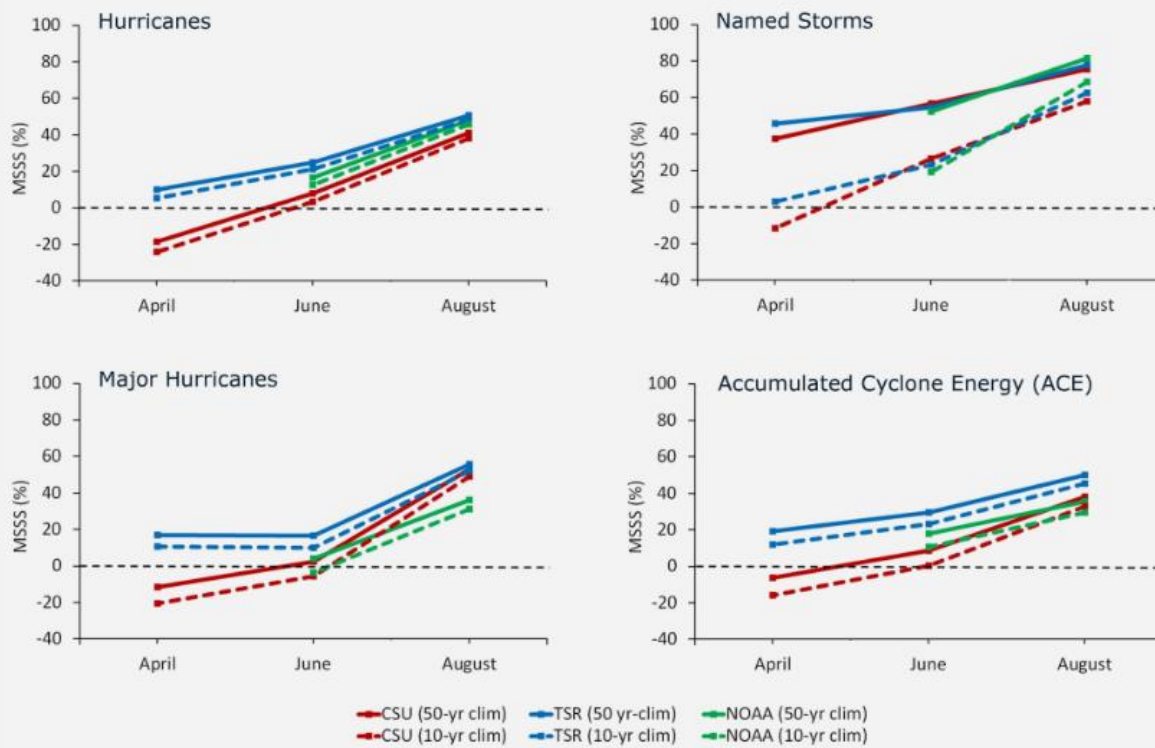 Hurricanes
MSSS (%)
100
80
60
40
20
0
-20
-40
April
June
August
Named Storms
MSSS (%)
100
80
60
40
20
0
-20
-40
April
June
August
Major Hurricanes
MSSS (%)
100
80
60
40
20
0
-20
-40
April
June
August
Accumulated Cyclone Energy (ACE)
MSSS (%)
100
80
60
40
20
0
-20
-40
April
June
August
CSU (50-yr clim)
TSR (50 yr-clim)
NOAA (50-yr clim)
CSU (10-yr clim)
TSR (10-yr clim)
NOAA (10-yr clim)